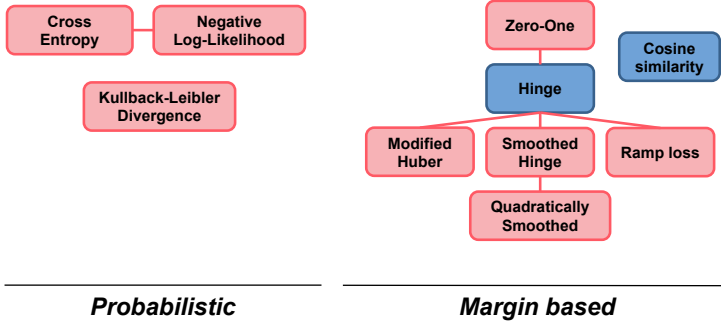 Cross
Entropy
Negative
Log-Likelihood
Kullback-Leibler
Divergence
Zero-One
Cosine
similarity
Hinge
Modified
Huber
Smoothed
Hinge
Ramp loss
Quadratically
Smoothed
Probabilistic
Margin based